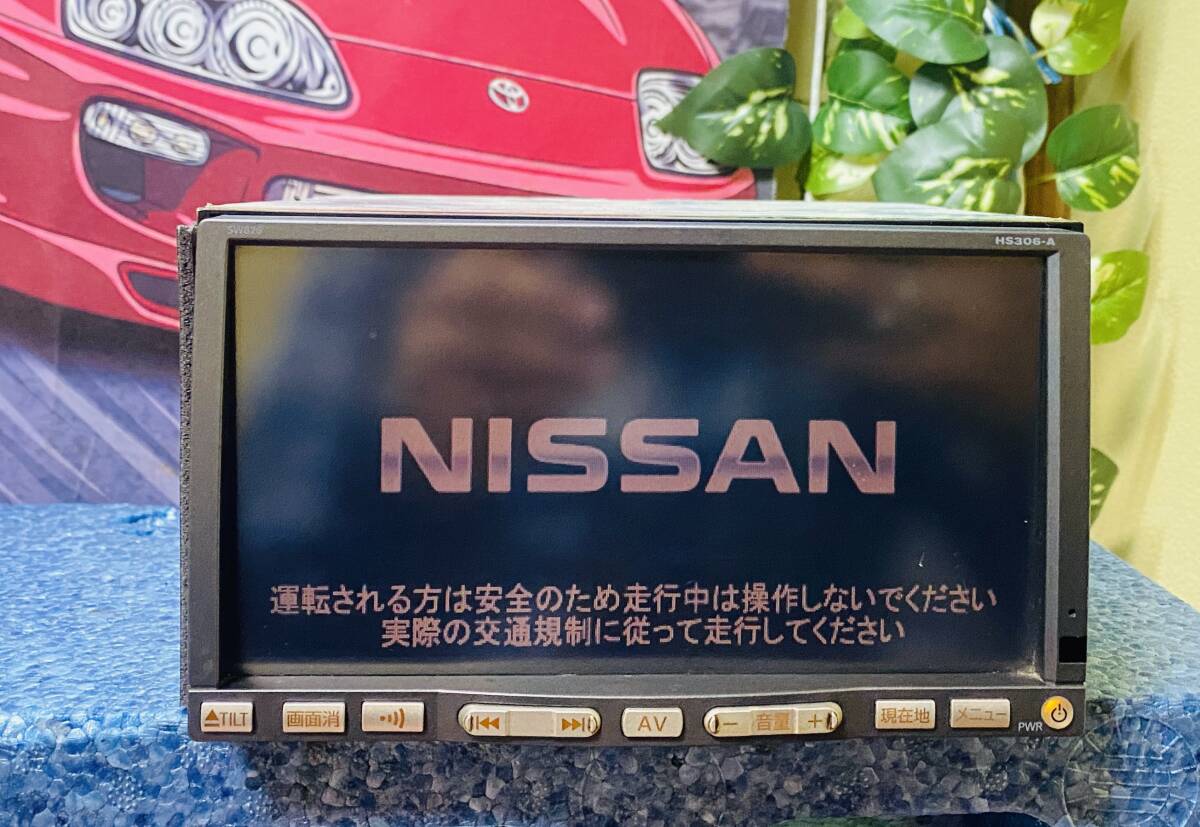 SW829
HS306-A
NISSAN
運転される方は安全のため走行中は操作しないでください
実際の交通規制に従って走行してください
TILT 画面消 AV － 音量 ＋ 現在地 メニュー
PWR